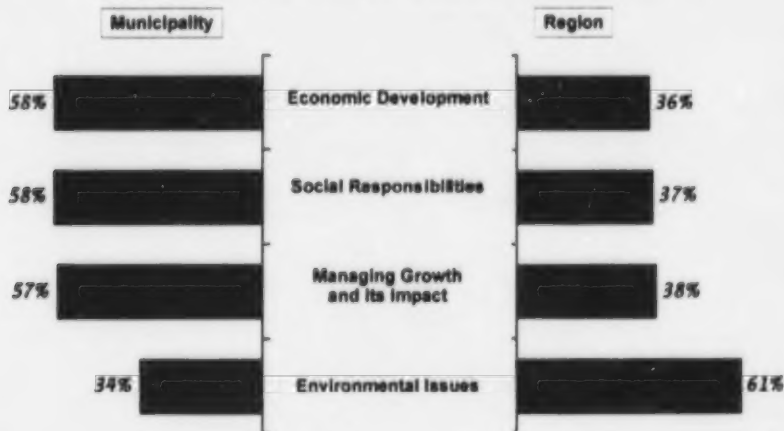 Municipality Region
58% Economic Development 36%
58% Social Responsibilities 37%
57% Managing Growth
and its Impact 38%
34% Environmental Issues 61%